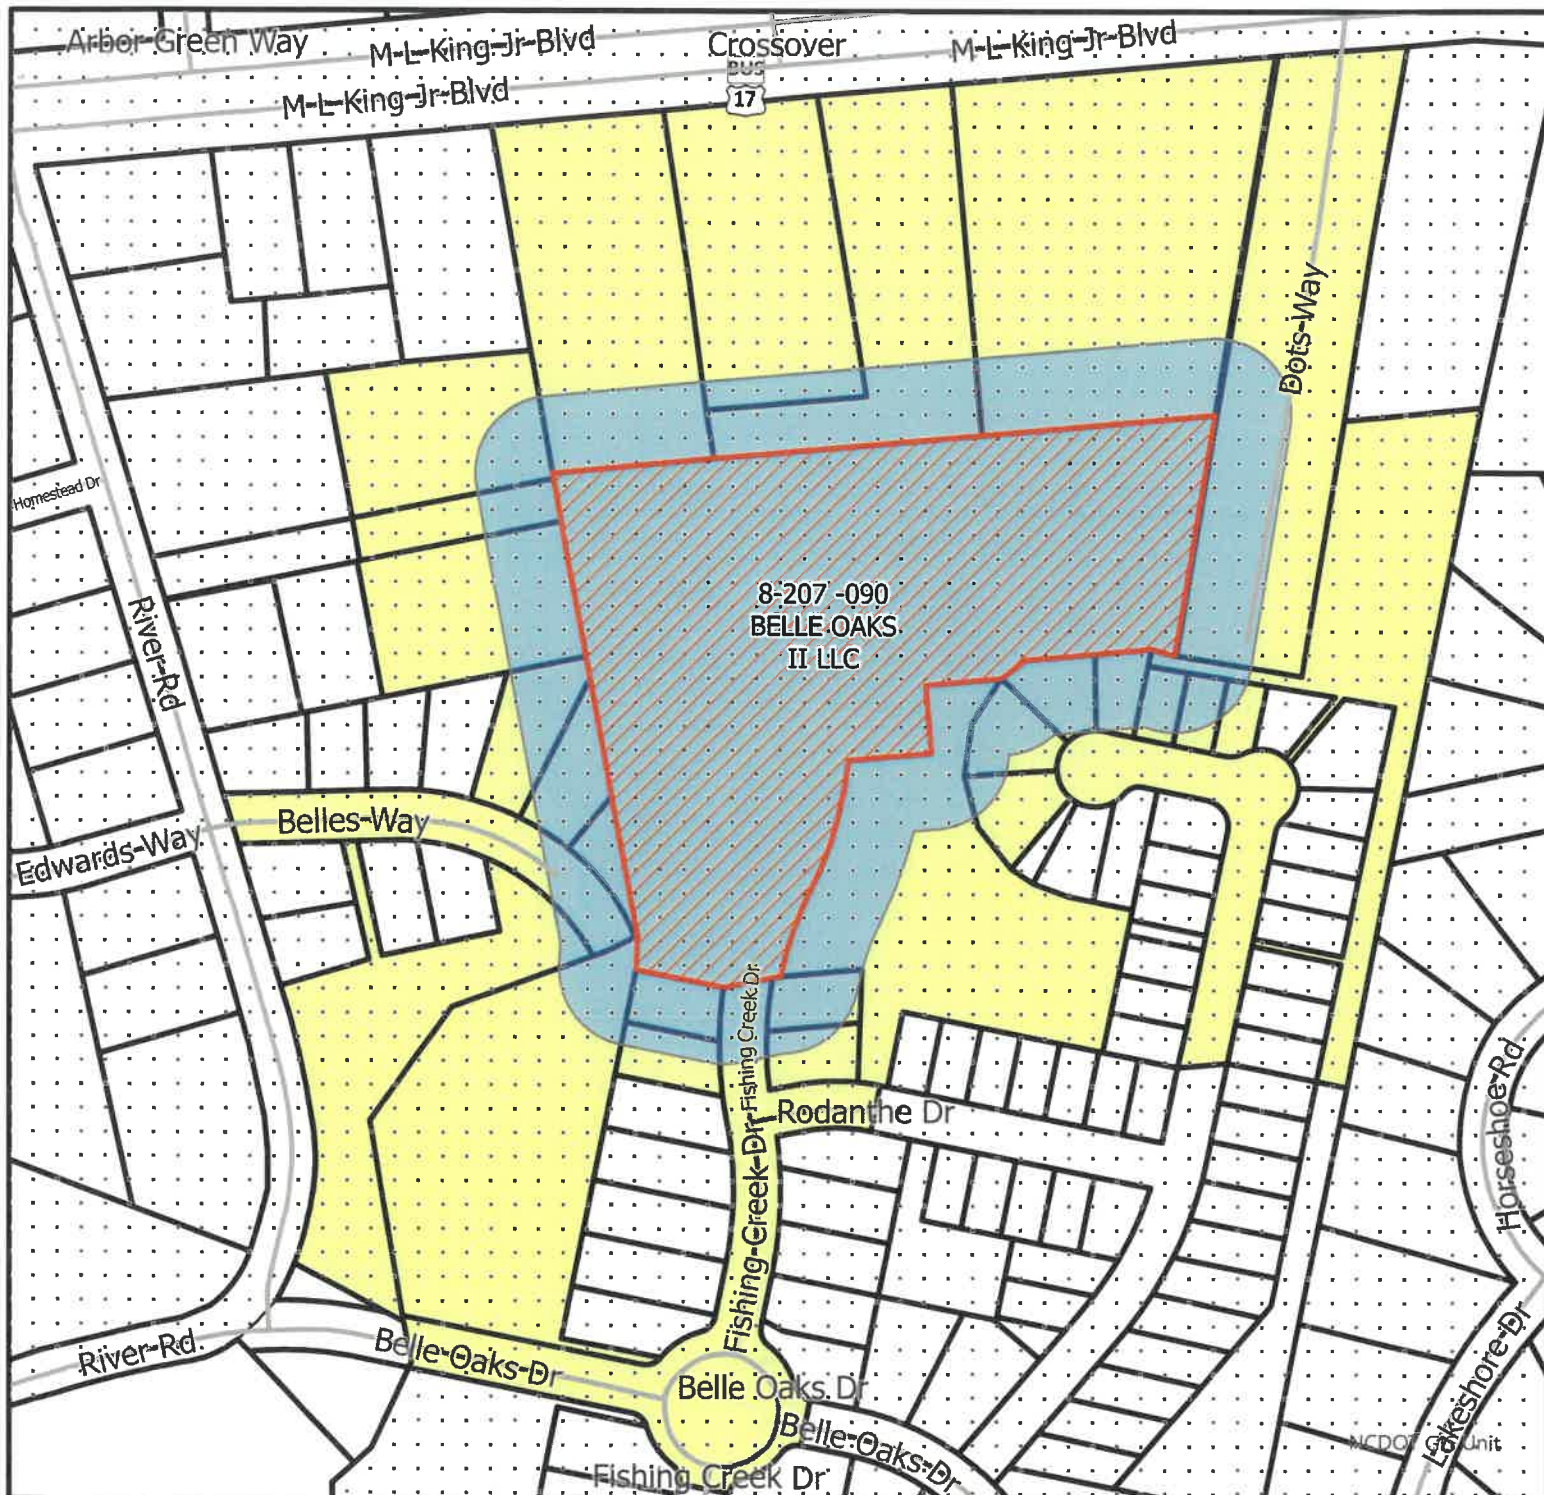 Arbor-Green Way
M-L-King-Jr-Blvd
Crossover
M-L-King-Jr-Blvd
BUS
17
M-L-King-Jr-Blvd
Dots-Way
Homestead Dr
8-207 -090
BELLE OAKS
II LLC
River-Rd
Belles-Way
Edwards-Way
Fishing Creek Dr
Rodanthe Dr
Fishing-Creek-Dr
Horseshoe-Rd
River-Rd
Belle-Oaks-Dr
Belle Oaks Dr
Belle-Oaks-Dr
Lakeshore-Dr
NCDOT GIS Unit
Fishing Creek Dr